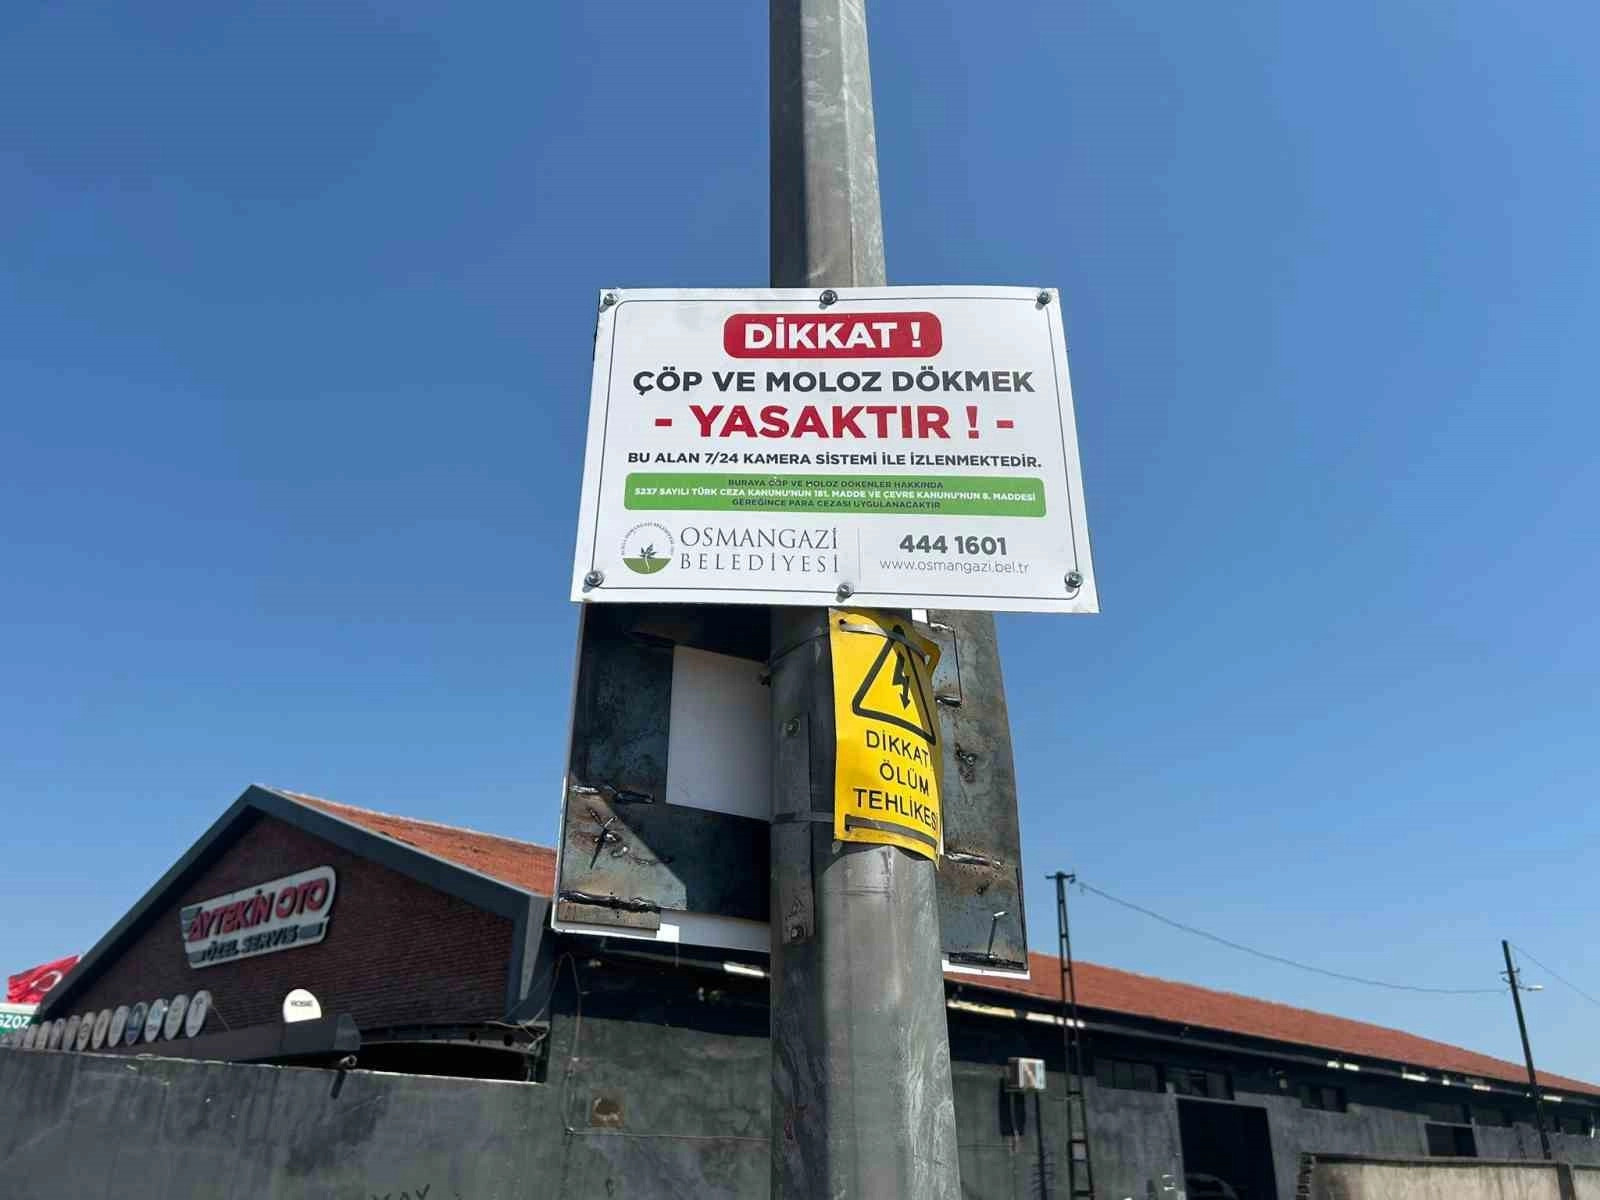 DİKKAT !
ÇÖP VE MOLOZ DÖKMEK
- YASAKTIR ! -
BU ALAN 7/24 KAMERA SİSTEMİ İLE İZLENMEKTEDİR.
BURAYA ÇÖP VE MOLOZ DÖKENLER HAKKINDA
5237 SAYILI TÜRK CEZA KANUNU'NUN 181. MADDE VE ÇEVRE KANUNU'NUN 8. MADDESİ
GEREĞİNCE PARA CEZASI UYGULANACAKTIR
OSMANGAZİ
BELEDİYESİ
444 1601
www.osmangazi.bel.tr
DİKKAT
ÖLÜM
TEHLİKESİ
AYTEKİN OTO
ÖZEL SERVİS